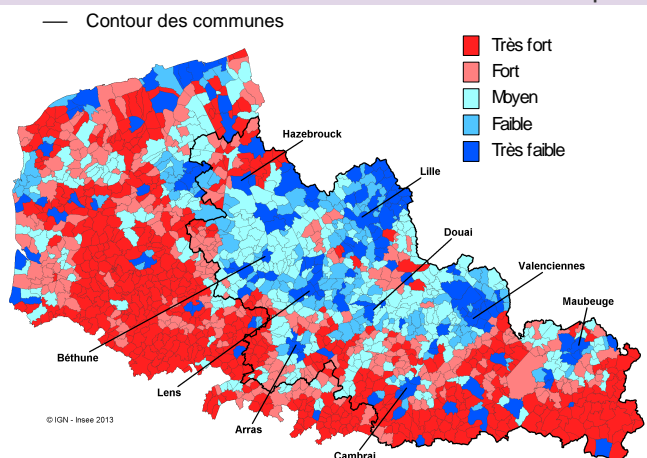 Contour des communes
Très fort
Fort
Moyen
Faible
Très faible
Hazebrouck
Lille
Douai
Valenciennes
Maubeuge
Béthune
Lens
Arras
Cambrai
© IGN - Insee 2013